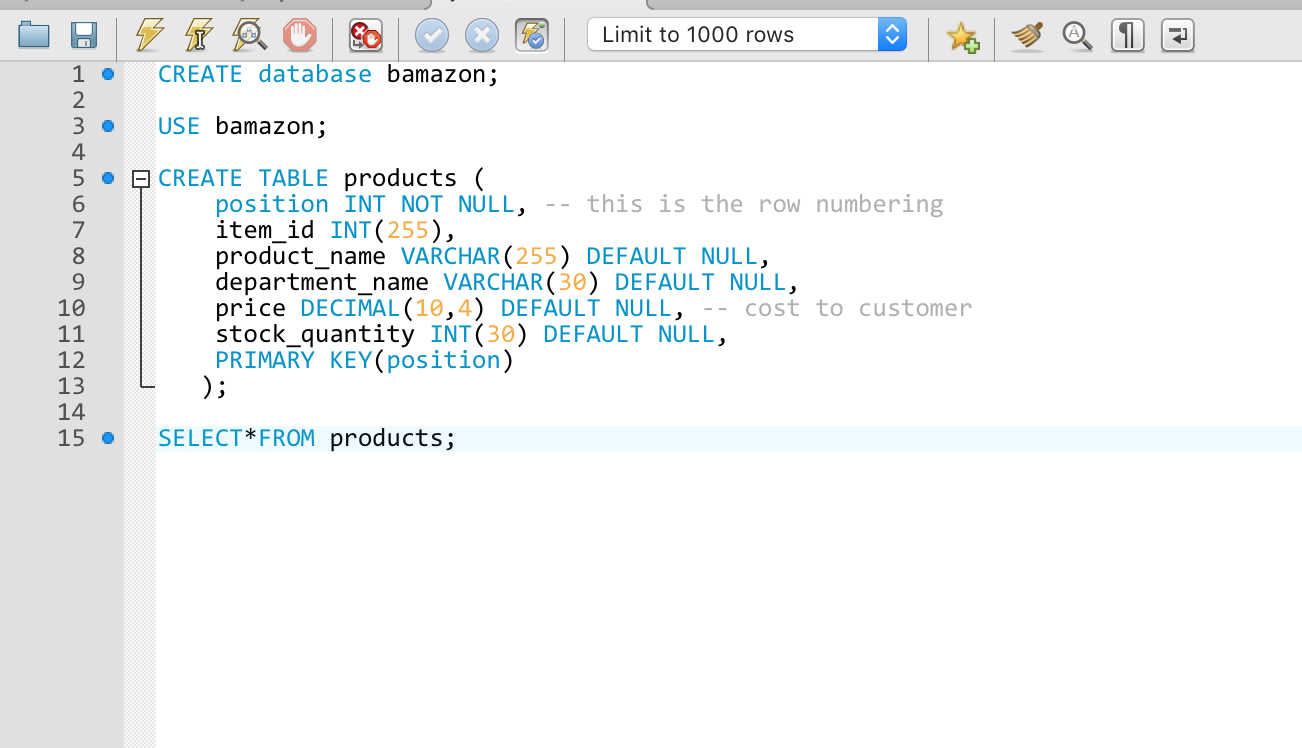 Limit to 1000 rows
1 CREATE database bamazon;
2
3 USE bamazon;
4
5 CREATE TABLE products (
6 position INT NOT NULL, -- this is the row numbering
7 item_id INT(255),
8 product_name VARCHAR(255) DEFAULT NULL,
9 department_name VARCHAR(30) DEFAULT NULL,
10 price DECIMAL(10,4) DEFAULT NULL, -- cost to customer
11 stock_quantity INT(30) DEFAULT NULL,
12 PRIMARY KEY(position)
13 );
14
15 SELECT*FROM products;